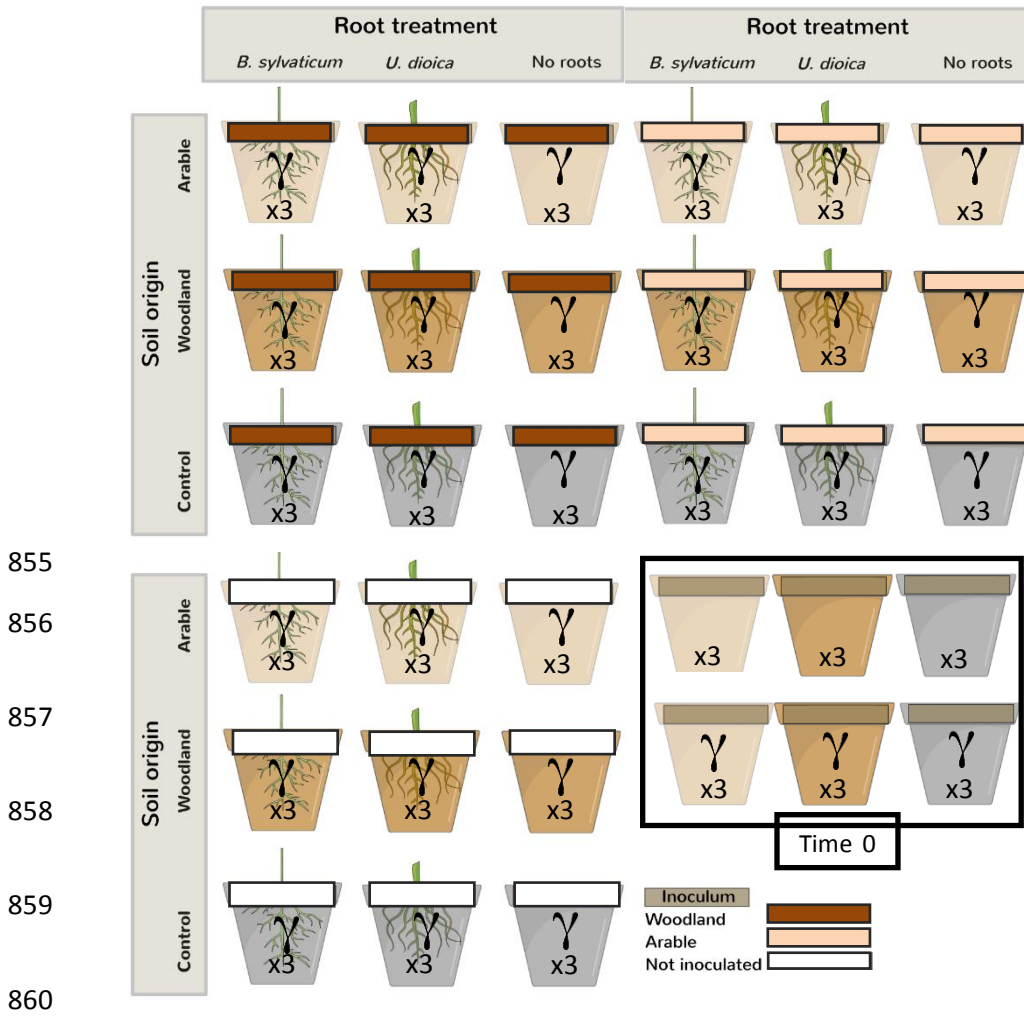 Root treatment Root treatment
B. sylvaticum U. dioica No roots B. sylvaticum U. dioica No roots
Soil origin
Arable
γ γ γ γ γ γ
x3 x3 x3 x3 x3 x3
Woodland
γ γ γ γ γ γ
x3 x3 x3 x3 x3 x3
Control
γ γ γ γ γ γ
x3 x3 x3 x3 x3 x3
855
Soil origin
Arable
856
γ γ γ
x3 x3 x3 x3 x3 x3
857
Woodland
γ γ γ γ γ γ
x3 x3 x3 x3 x3 x3
858
Time 0
859
Control
γ γ γ
x3 x3 x3
Inoculum
Woodland
Arable
Not inoculated
860